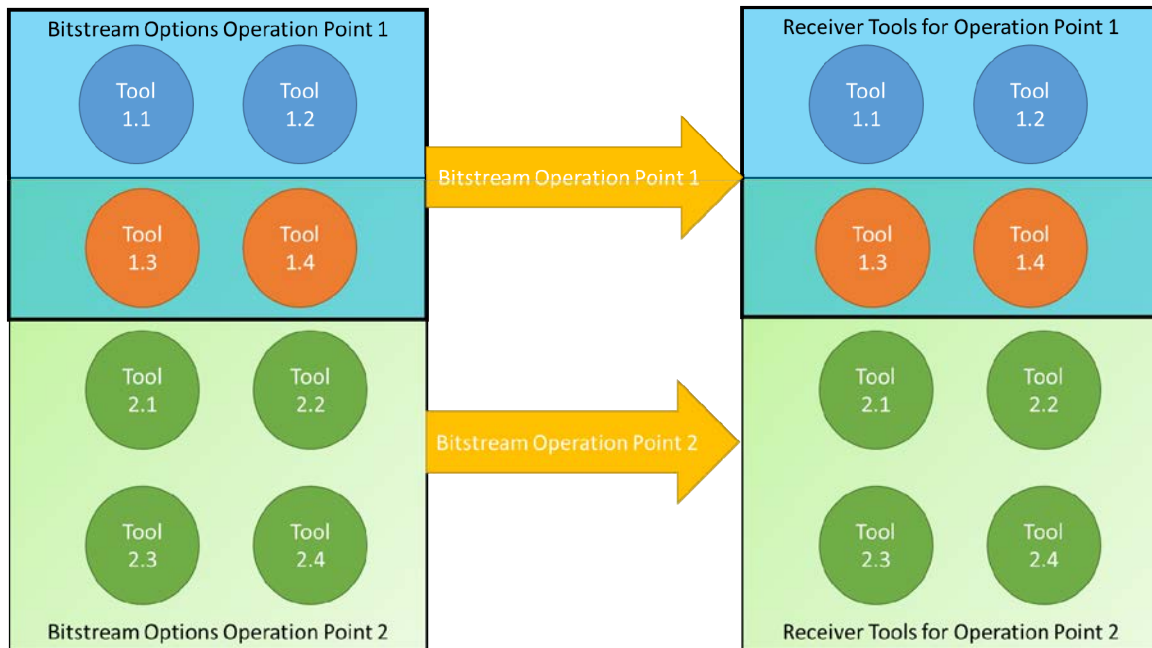 Bitstream Options Operation Point 1
Tool
1.1
Tool
1.2
Tool
1.3
Tool
1.4
Tool
2.1
Tool
2.2
Tool
2.3
Tool
2.4
Bitstream Options Operation Point 2
Bitstream Operation Point 1
Bitstream Operation Point 2
Receiver Tools for Operation Point 1
Tool
1.1
Tool
1.2
Tool
1.3
Tool
1.4
Tool
2.1
Tool
2.2
Tool
2.3
Tool
2.4
Receiver Tools for Operation Point 2